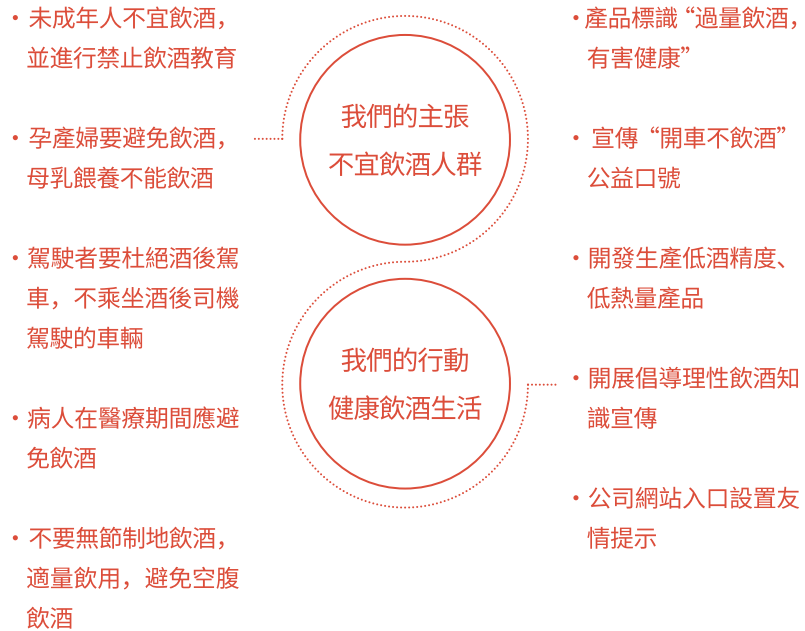 • 未成年人不宜飲酒，
並進行禁止飲酒教育
• 孕產婦要避免飲酒，
母乳餵養不能飲酒
• 駕駛者要杜絕酒後駕
車，不乘坐酒後司機
駕駛的車輛
• 病人在醫療期間應避
免飲酒
• 不要無節制地飲酒，
適量飲用，避免空腹
飲酒
我們的主張
不宜飲酒人群
我們的行動
健康飲酒生活
• 產品標識“過量飲酒，
有害健康”
• 宣傳“開車不飲酒”
公益口號
• 開發生產低酒精度、
低熱量產品
• 開展倡導理性飲酒知
識宣傳
• 公司網站入口設置友
情提示